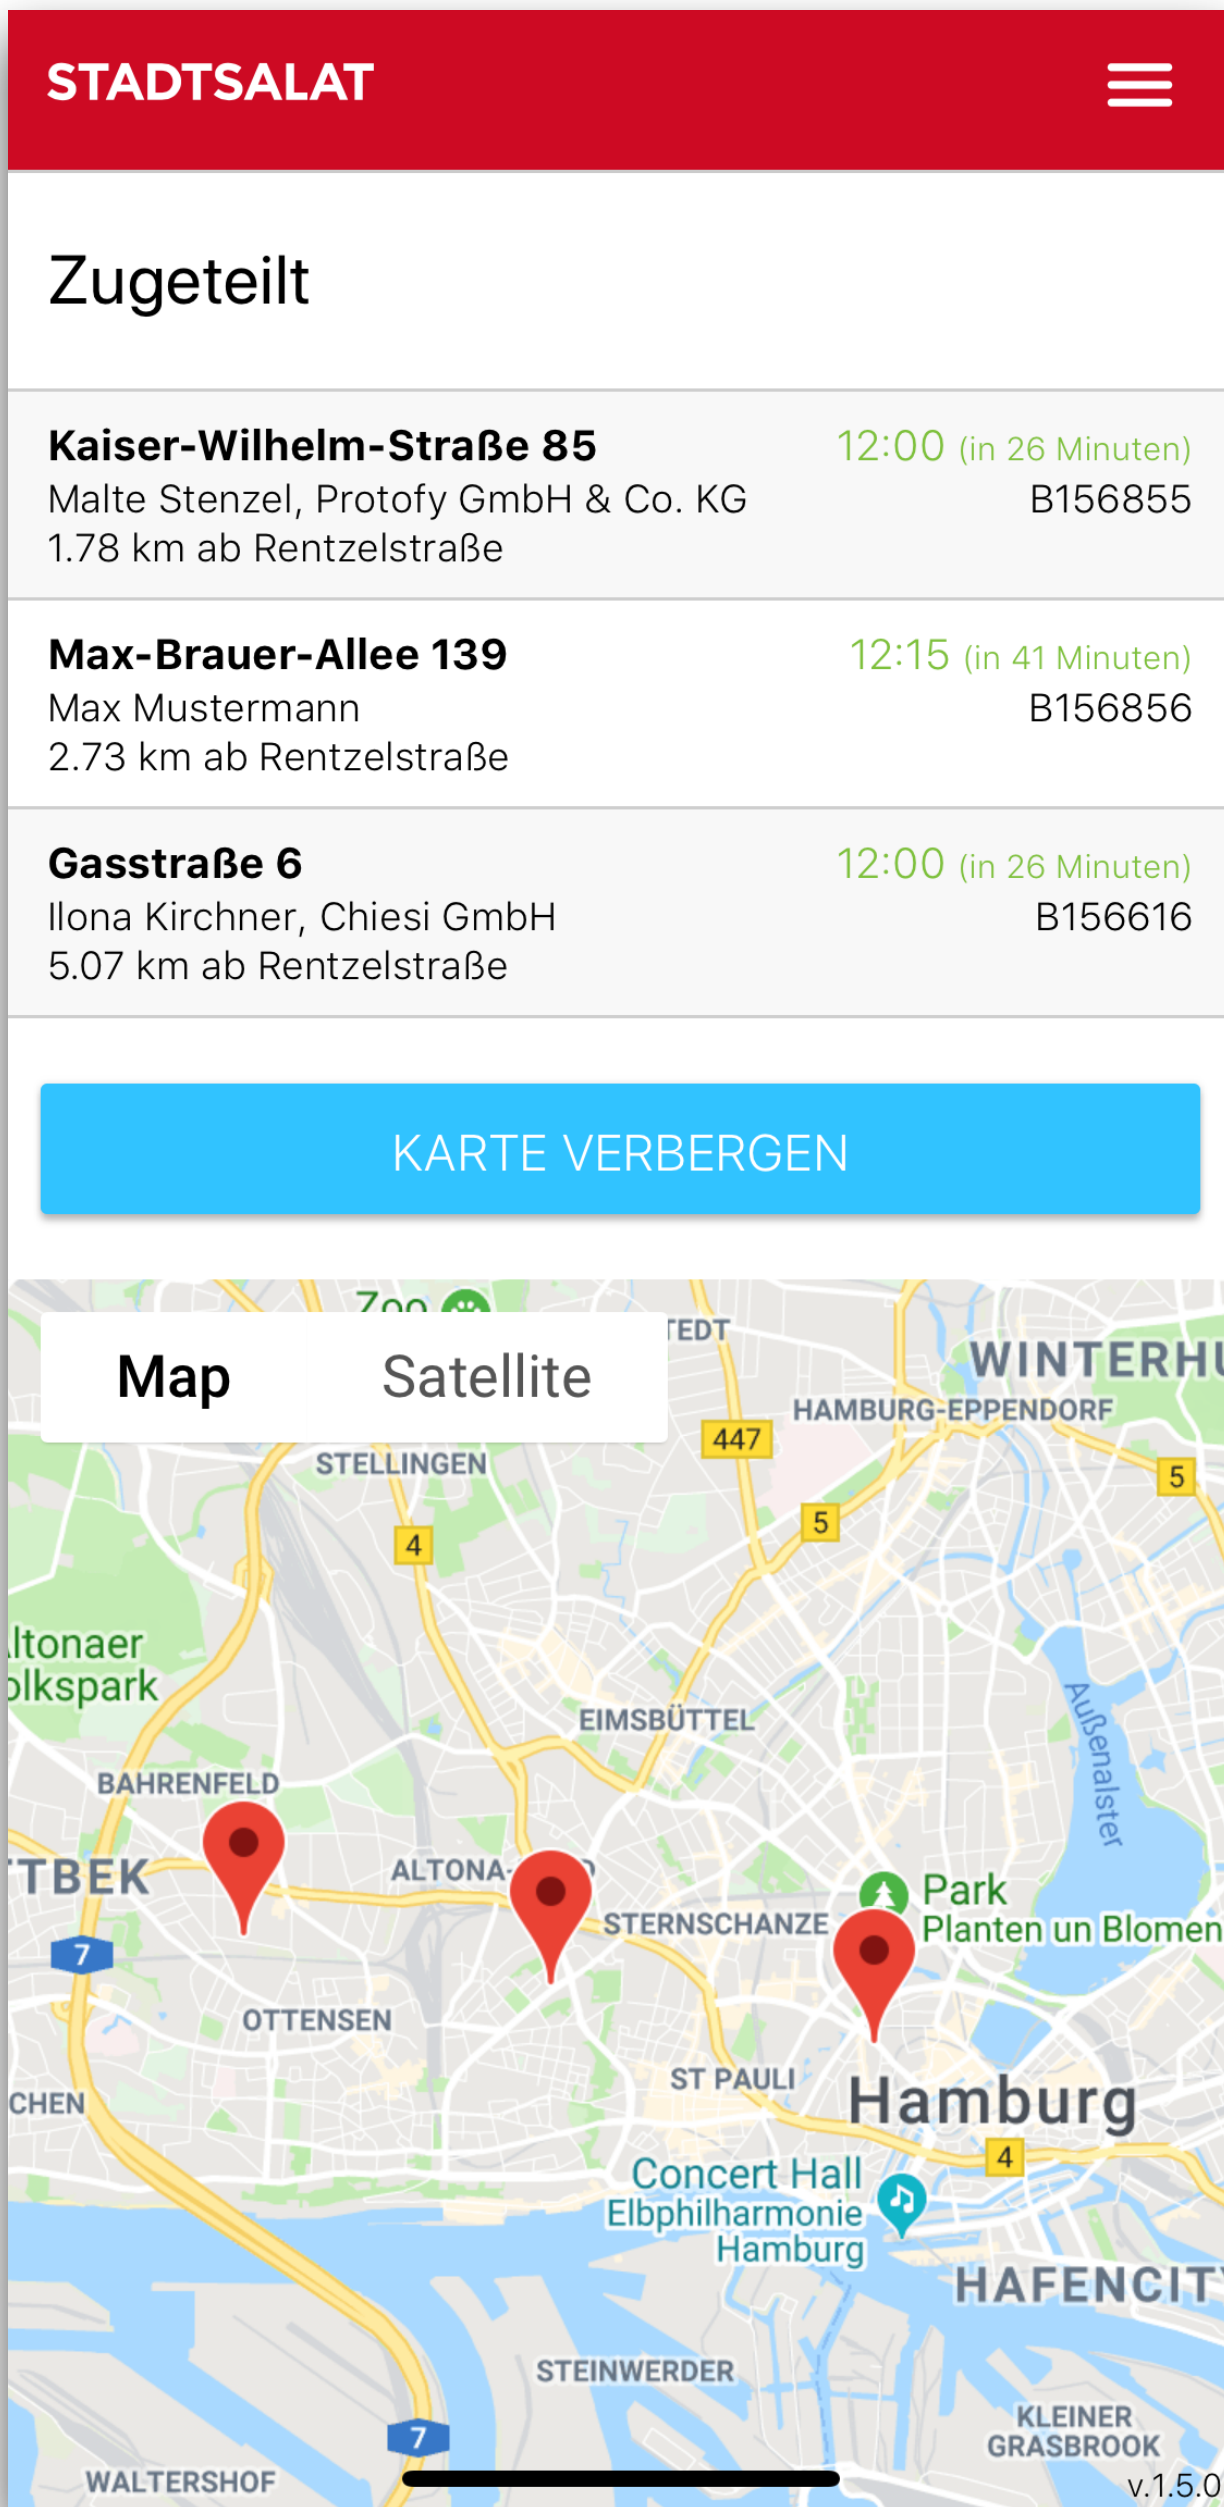 STADTSALAT
Zugeteilt
Kaiser-Wilhelm-Straße 85
12:00 (in 26 Minuten)
Malte Stenzel, Protofy GmbH & Co. KG
B156855
1.78 km ab Rentzelstraße
Max-Brauer-Allee 139
12:15 (in 41 Minuten)
Max Mustermann
B156856
2.73 km ab Rentzelstraße
Gasstraße 6
12:00 (in 26 Minuten)
Ilona Kirchner, Chiesi GmbH
B156616
5.07 km ab Rentzelstraße
KARTE VERBERGEN
Zoo
Map
Satellite
TEDT
WINTERHU
HAMBURG-EPPENDORF
447
STELLINGEN
5
5
4
ltonaer
olkspark
Außenalster
EIMSBÜTTEL
BAHRENFELD
TBEK
ALTONA-
Park
Planten un Blomen
STERNSCHANZE
7
OTTENSEN
ST PAULI
CHEN
Hamburg
4
Concert Hall
Elbphilharmonie
Hamburg
HAFENCITY
STEINWERDER
KLEINER
GRASBROOK
7
WALTERSHOF
v.1.5.0